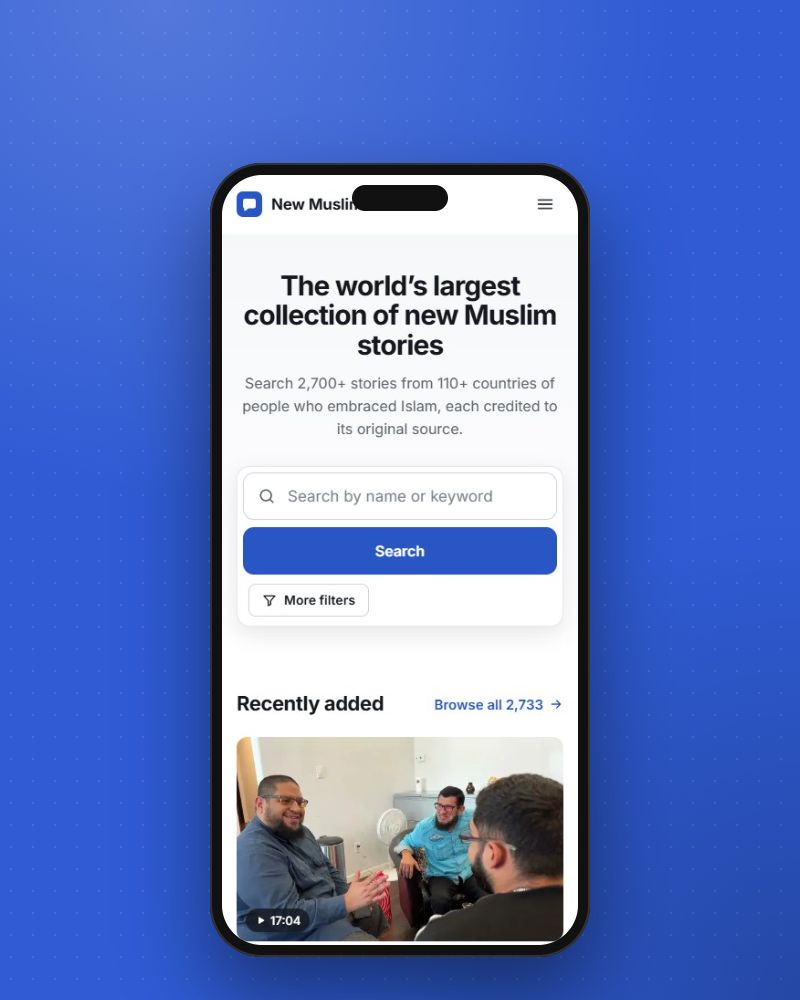 New Muslim
The world’s largest
collection of new Muslim
stories
Search 2,700+ stories from 110+ countries of
people who embraced Islam, each credited to
its original source.
Search by name or keyword
Search
More filters
Recently added
Browse all 2,733 →
17:04